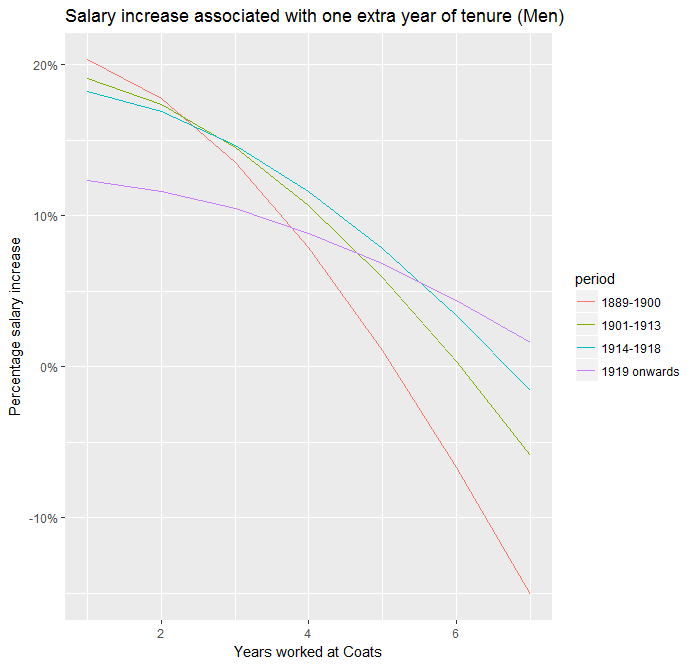 Salary increase associated with one extra year of tenure (Men)
20%
10%
0%
-10%
Percentage salary increase
2
4
6
Years worked at Coats
period
1889-1900
1901-1913
1914-1918
1919 onwards